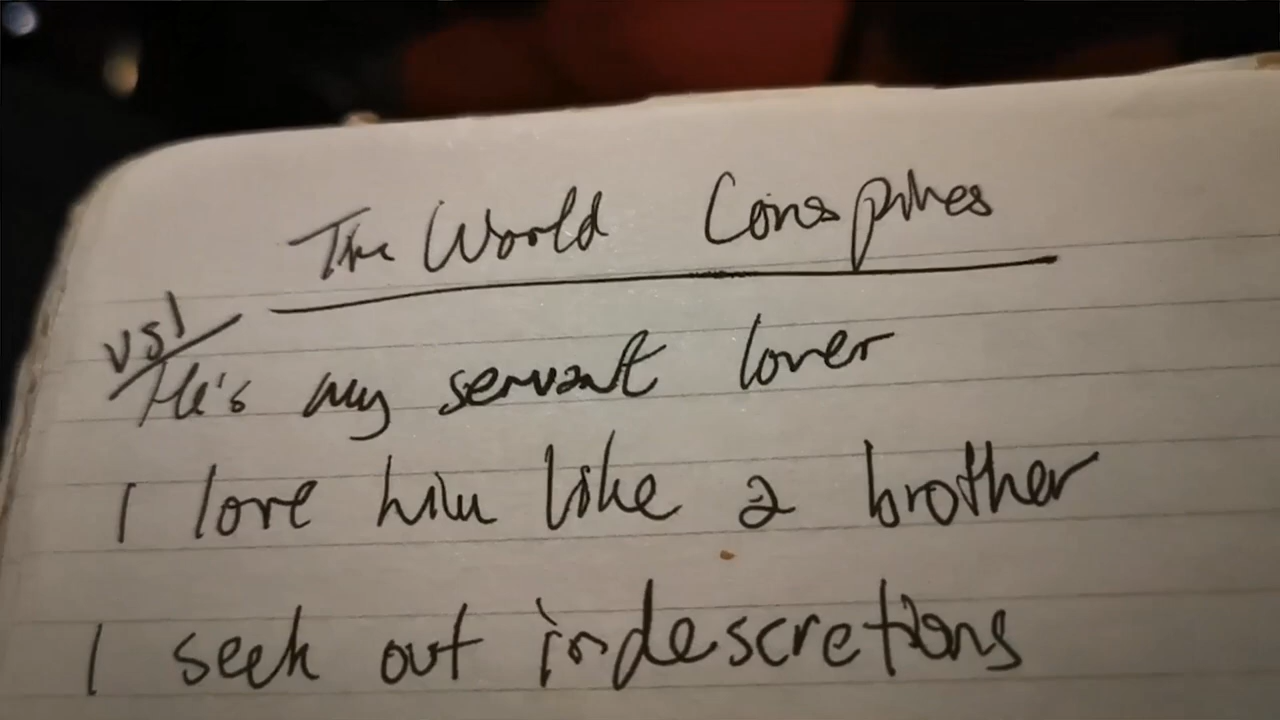 The World Conspires
VS1
He's my servant lover
I love him like a brother
I seek out indescretions